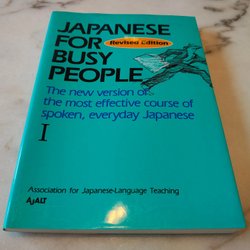 JAPANESE
FOR
Revised Edition
BUSY
PEOPLE
The new version of
the most effective course of
spoken, everyday Japanese
I
Association for Japanese-Language Teaching
AJALT